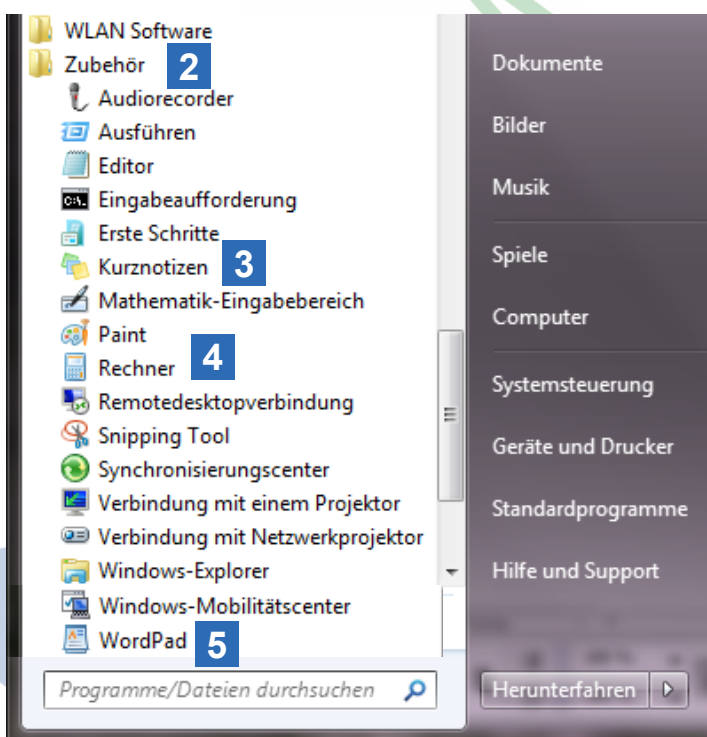 WLAN Software
Zubehör 2
Audiorecorder
Ausführen
Editor
C:\. Eingabeaufforderung
Erste Schritte
Kurznotizen 3
Mathematik-Eingabebereich
Paint
Rechner 4
Remotedesktopverbindung
Snipping Tool
Synchronisierungscenter
Verbindung mit einem Projektor
Verbindung mit Netzwerkprojektor
Windows-Explorer
Windows-Mobilitätscenter
WordPad 5
Programme/Dateien durchsuchen
Dokumente
Bilder
Musik
Spiele
Computer
Systemsteuerung
Geräte und Drucker
Standardprogramme
Hilfe und Support
Herunterfahren